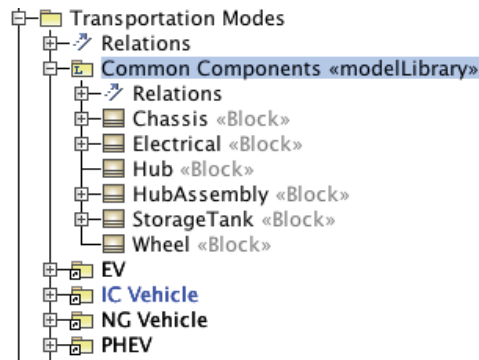 Transportation Modes
Relations
Common Components «modelLibrary»
Relations
Chassis «Block»
Electrical «Block»
Hub «Block»
HubAssembly «Block»
StorageTank «Block»
Wheel «Block»
EV
IC Vehicle
NG Vehicle
PHEV